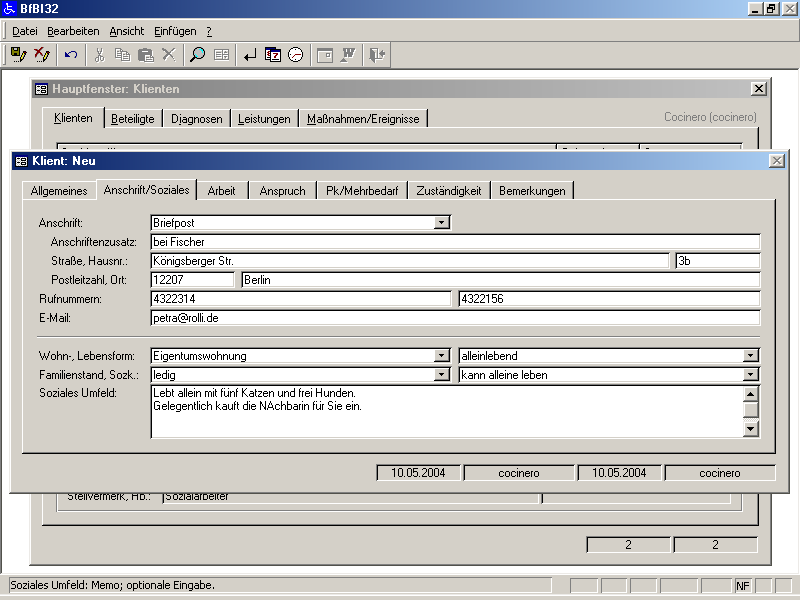 BfBI32
Datei Bearbeiten Ansicht Einfügen ?
Hauptfenster: Klienten
Klienten Beteiligte Diagnosen Leistungen Maßnahmen/Ereignisse Cocinero (cocinero)
Klient: Neu
Allgemeines Anschrift/Soziales Arbeit Anspruch Pk/Mehrbedarf Zuständigkeit Bemerkungen
Anschrift: Briefpost
Anschriftenzusatz: bei Fischer
Straße, Hausnr.: Königsberger Str. 3b
Postleitzahl, Ort: 12207 Berlin
Rufnummern: 4322314 4322156
E-Mail: petra@rolli.de
Wohn-, Lebensform: Eigentumswohnung alleinlebend
Familienstand, Sozk.: ledig kann alleine leben
Soziales Umfeld: Lebt allein mit fünf Katzen und frei Hunden.
Gelegentlich kauft die NAchbarin für Sie ein.
10.05.2004 cocinero 10.05.2004 cocinero
Stellvermerk, Hb.: Sozialarbeiter
2 2
Soziales Umfeld: Memo; optionale Eingabe. NF